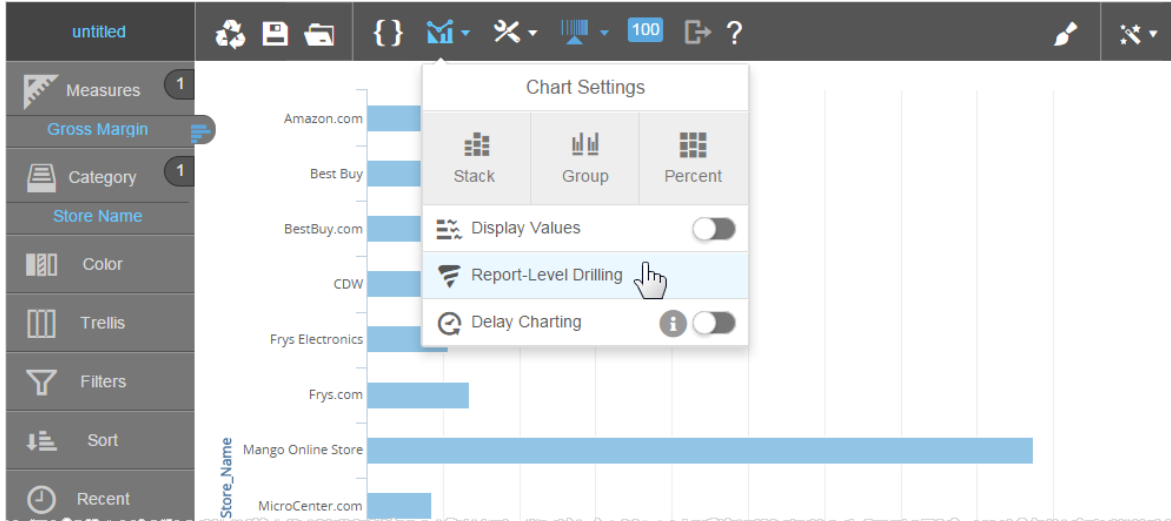 untitled
{ }
100
?
Measures
1
Gross Margin
Category
1
Store Name
Color
Trellis
Filters
Sort
Recent
Chart Settings
Stack
Group
Percent
Display Values
Report-Level Drilling
Delay Charting
i
Amazon.com
Best Buy
BestBuy.com
CDW
Frys Electronics
Frys.com
Mango Online Store
MicroCenter.com
Store_Name